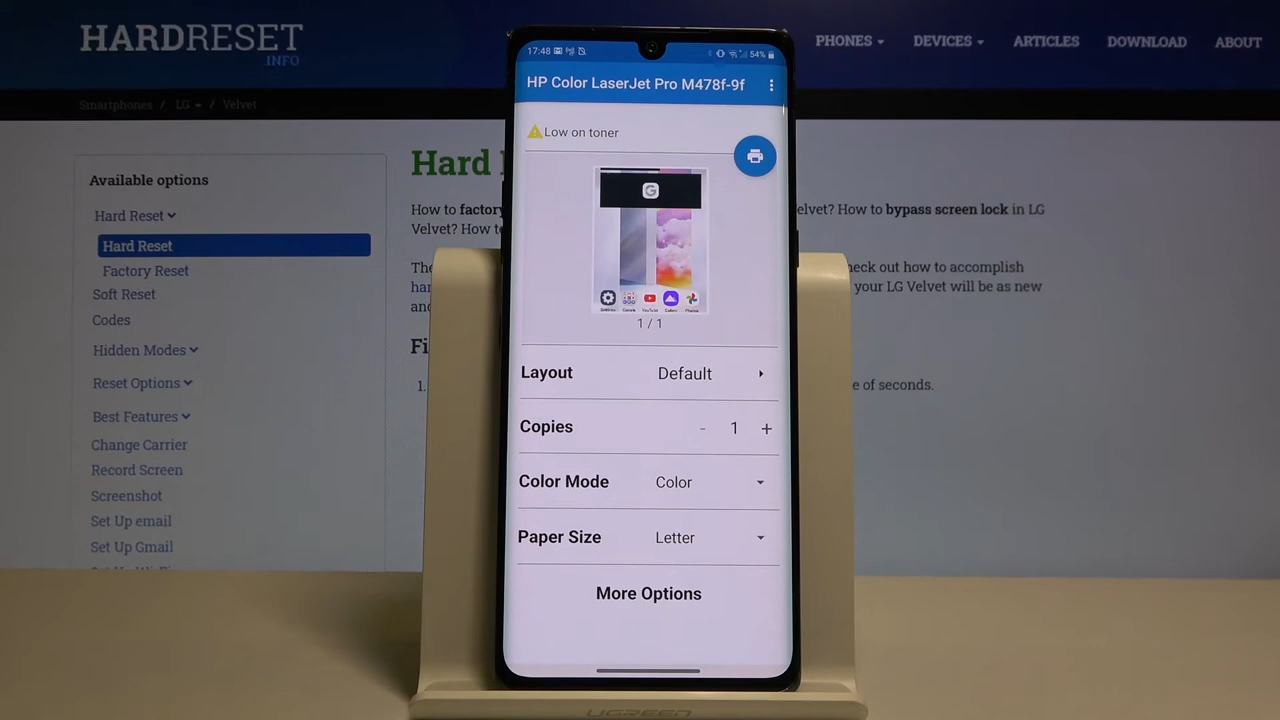 HARDRESET
.INFO
PHONES
DEVICES
ARTICLES
DOWNLOAD
ABOUT
Smartphones / LG / Velvet
Available options
Hard Reset
Hard Reset
Factory Reset
Soft Reset
Codes
Hidden Modes
Reset Options
Best Features
Change Carrier
Record Screen
Screenshot
Set Up email
Set Up Gmail
Hard
How to factory
elvet? How to bypass screen lock in LG
Velvet? How to
The
heck out how to accomplish
har
your LG Velvet will be as new
and
Fi
1.
e of seconds.
17:48
54%
HP Color LaserJet Pro M478f-9f
Low on toner
G
Settings
YouTube
Gallery
Photos
1 / 1
Layout Default
Copies - 1 +
Color Mode Color
Paper Size Letter
More Options
UGREEN